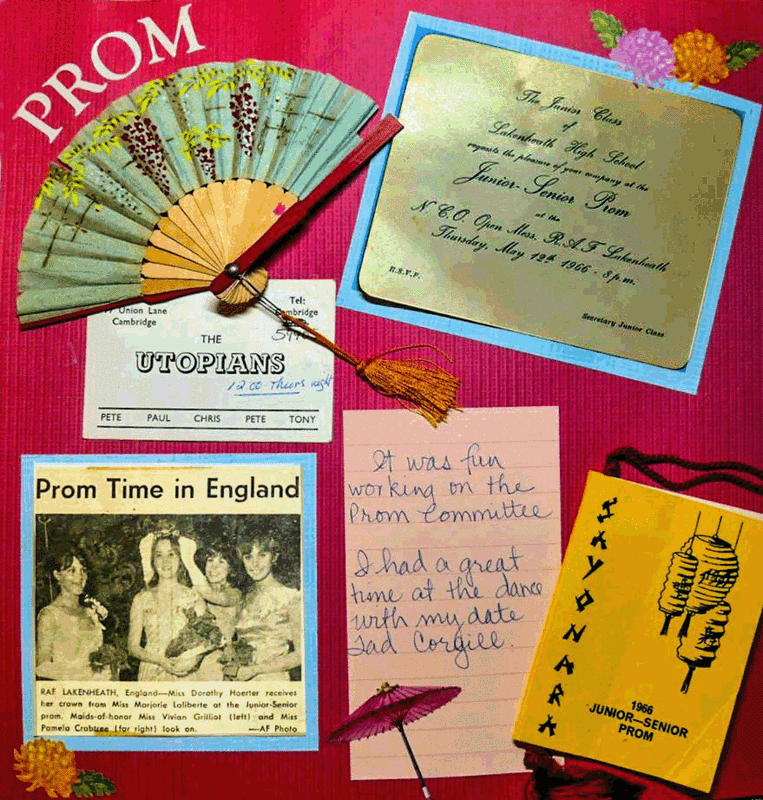 PROM
The Junior Class
of
Lakenheath High School
requests the pleasure of your company at the
Junior-Senior Prom
at the
N.C.O. Open Mess, R.A.F. Lakenheath
Thursday, May 12th 1966 - 8 p.m.
R.S.V.P.
Secretary Junior Class
Union Lane
Cambridge
Tel:
THE
UTOPIANS
12.00 Thurs night
PETE PAUL CHRIS PETE TONY
Prom Time in England
RAF LAKENHEATH, England—Miss Dorothy Hoerter receives
her crown from Miss Marjorie Laliberte at the Junior-Senior
prom. Maids-of-honor Miss Vivian Grilliot (left) and Miss
Pamela Crabtree (far right) look on. —AF Photo
It was fun
working on the
Prom Committee
I had a great
time at the dance
with my date
Tad Corgill.
SAYONARA
1966
JUNIOR—SENIOR
PROM